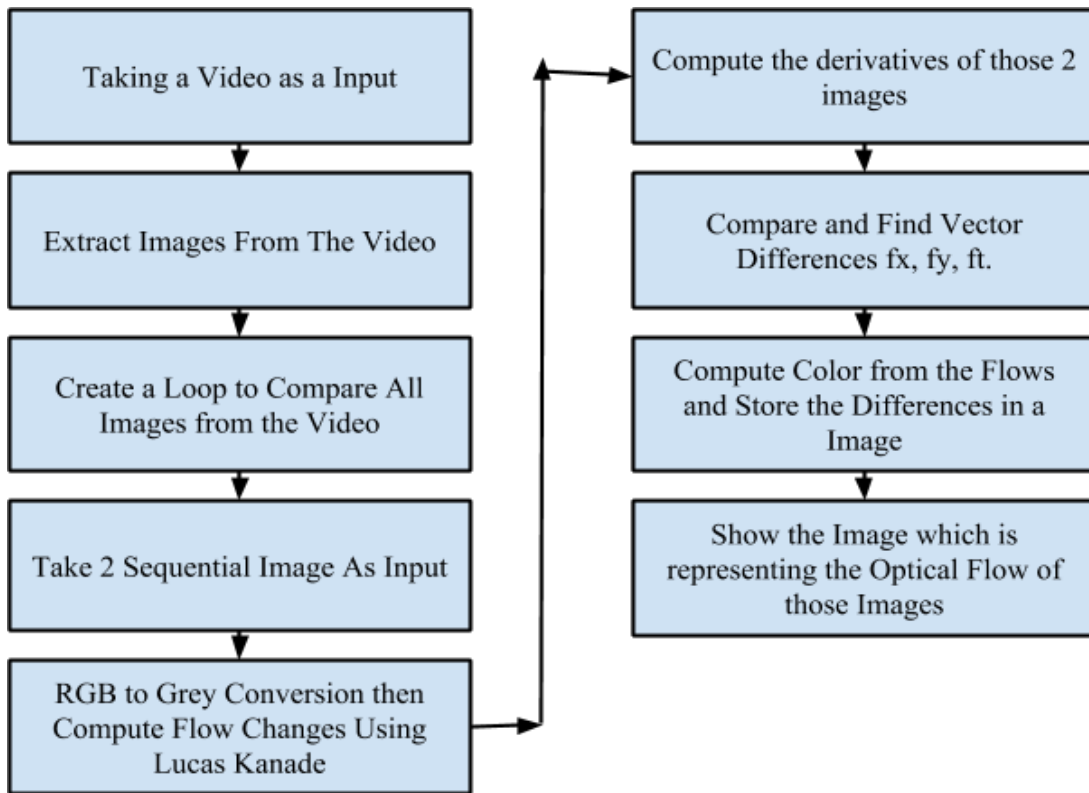 Taking a Video as a Input
Extract Images From The Video
Create a Loop to Compare All
Images from the Video
Take 2 Sequential Image As Input
RGB to Grey Conversion then
Compute Flow Changes Using
Lucas Kanade
Compute the derivatives of those 2
images
Compare and Find Vector
Differences fx, fy, ft.
Compute Color from the Flows
and Store the Differences in a
Image
Show the Image which is
representing the Optical Flow of
those Images